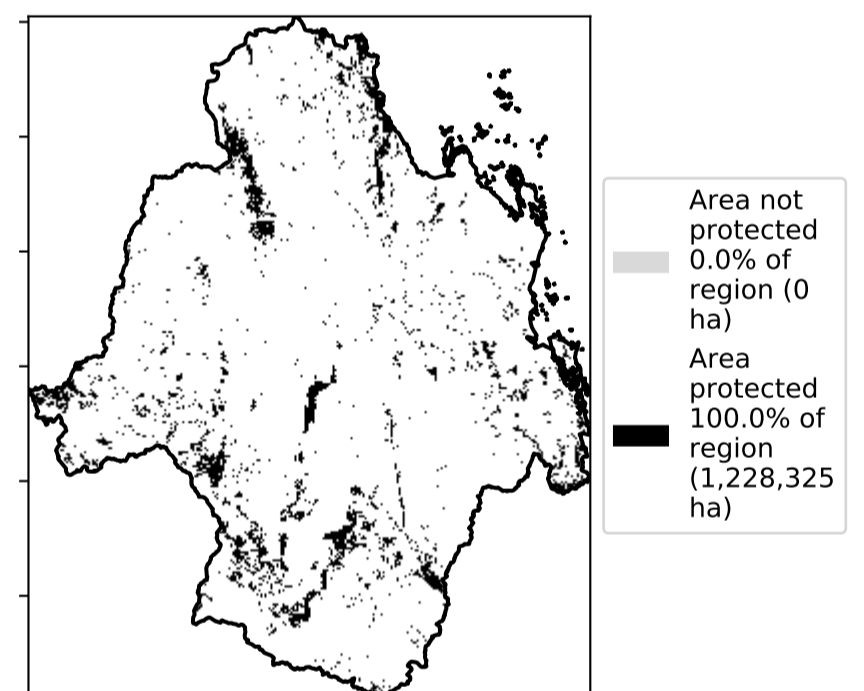 Area not
protected
0.0% of
region (0
ha)
Area
protected
100.0% of
region
(1,228,325
ha)